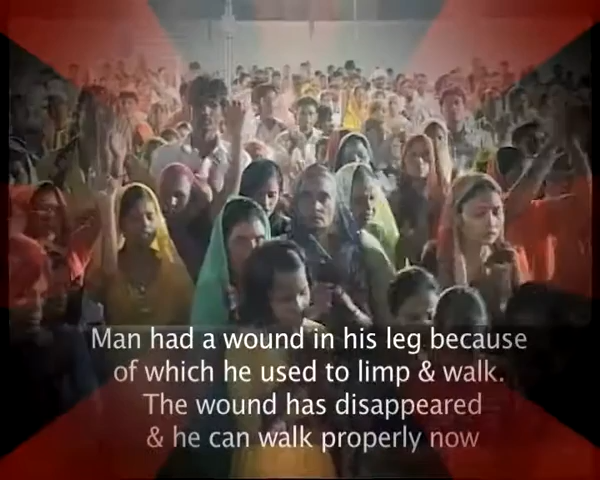 Man had a wound in his leg because
of which he used to limp & walk.
The wound has disappeared
& he can walk properly now